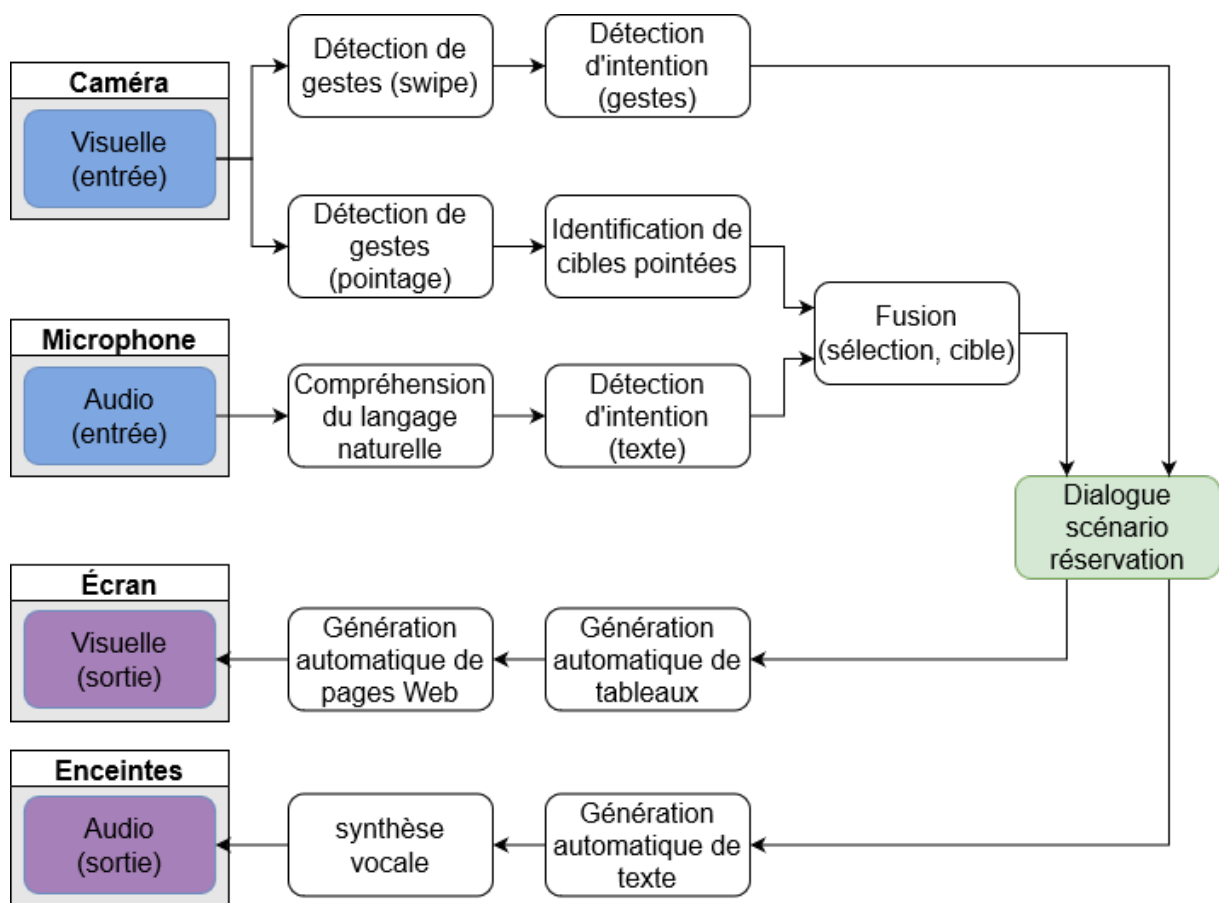 Détection de
gestes (swipe)
Détection
d'intention
(gestes)
Caméra
Visuelle
(entrée)
Détection de
gestes
(pointage)
Identification de
cibles pointées
Fusion
(sélection, cible)
Microphone
Audio
(entrée)
Compréhension
du langage
naturelle
Détection
d'intention
(texte)
Dialogue
scénario
réservation
Écran
Visuelle
(sortie)
Génération
automatique de
pages Web
Génération
automatique de
tableaux
Enceintes
Audio
(sortie)
synthèse
vocale
Génération
automatique de
texte